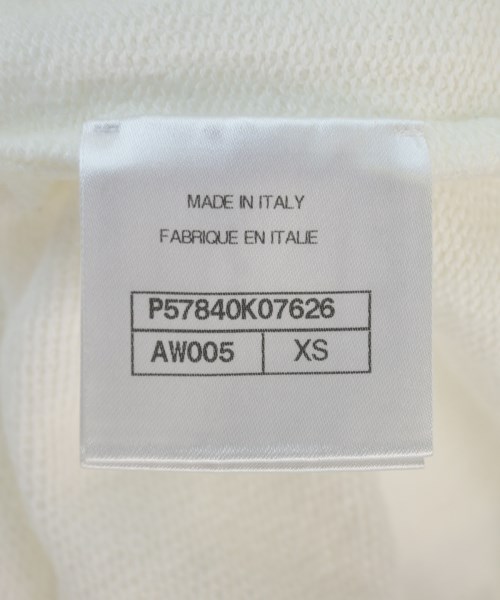 MADE IN ITALY
FABRIQUE EN ITALIE
P57840K07626
AW005 XS